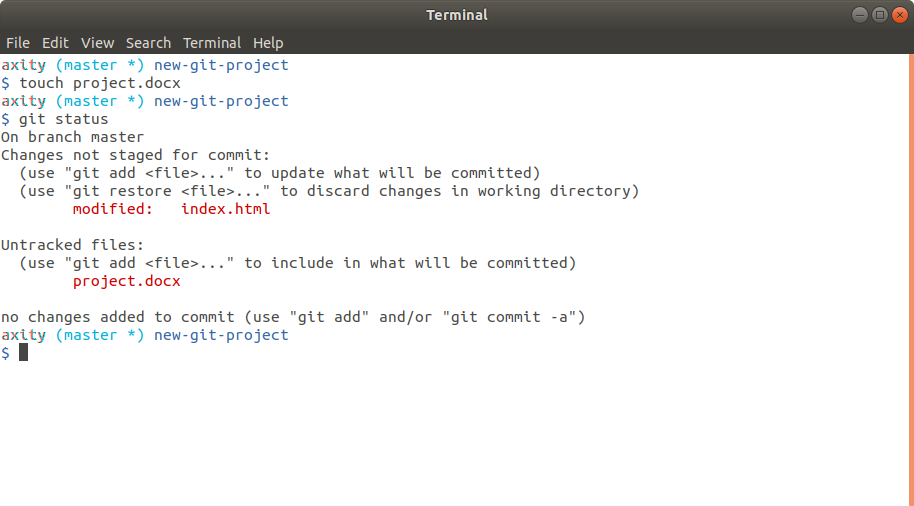 Terminal
File Edit View Search Terminal Help
axity (master *) new-git-project
$ touch project.docx
axity (master *) new-git-project
$ git status
On branch master
Changes not staged for commit:
  (use "git add <file>..." to update what will be committed)
  (use "git restore <file>..." to discard changes in working directory)
        modified:   index.html

Untracked files:
  (use "git add <file>..." to include in what will be committed)
        project.docx

no changes added to commit (use "git add" and/or "git commit -a")
axity (master *) new-git-project
$